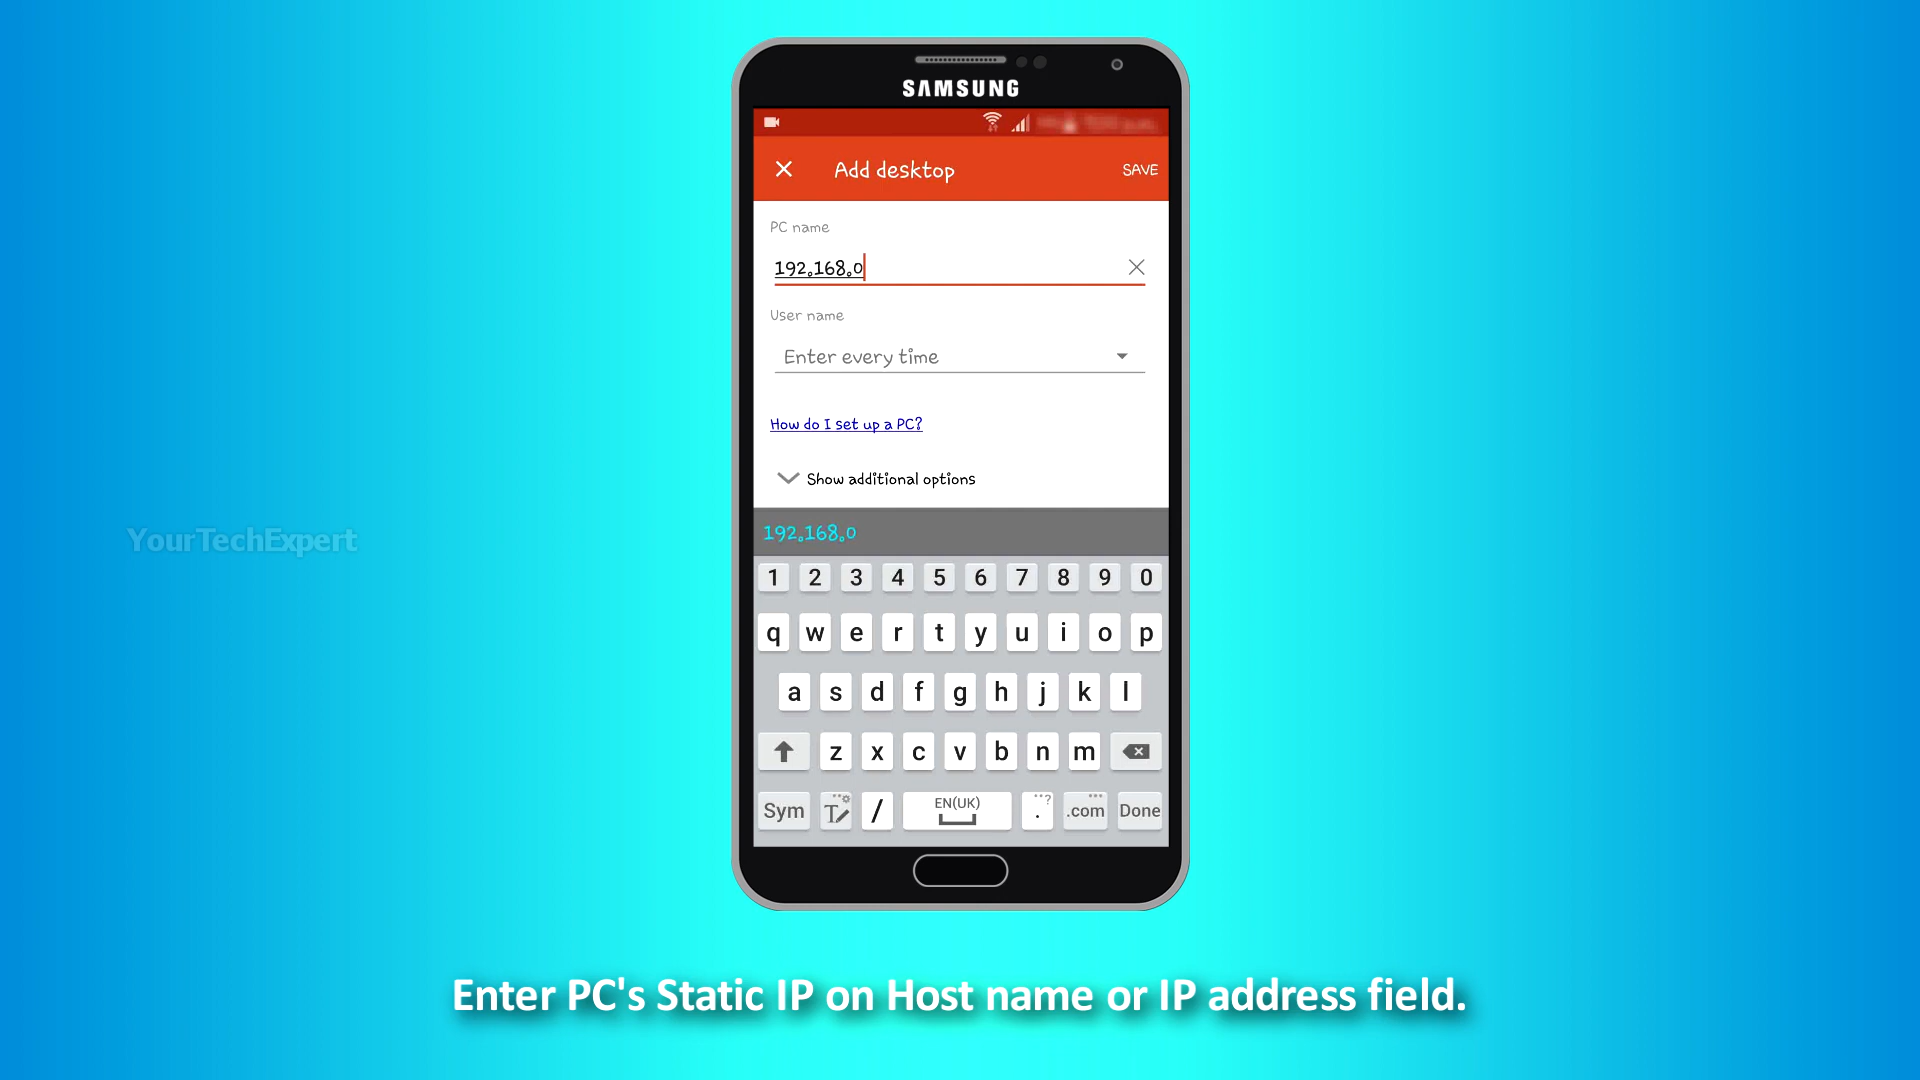 SAMSUNG
Add desktop
SAVE
PC name
192.168.0
User name
Enter every time
How do I set up a PC?
Show additional options
192.168.0
1 2 3 4 5 6 7 8 9 0
q w e r t y u i o p
a s d f g h j k l
z x c v b n m
Sym T / EN(UK) . ? .com Done
YourTechExpert
Enter PC's Static IP on Host name or IP address field.